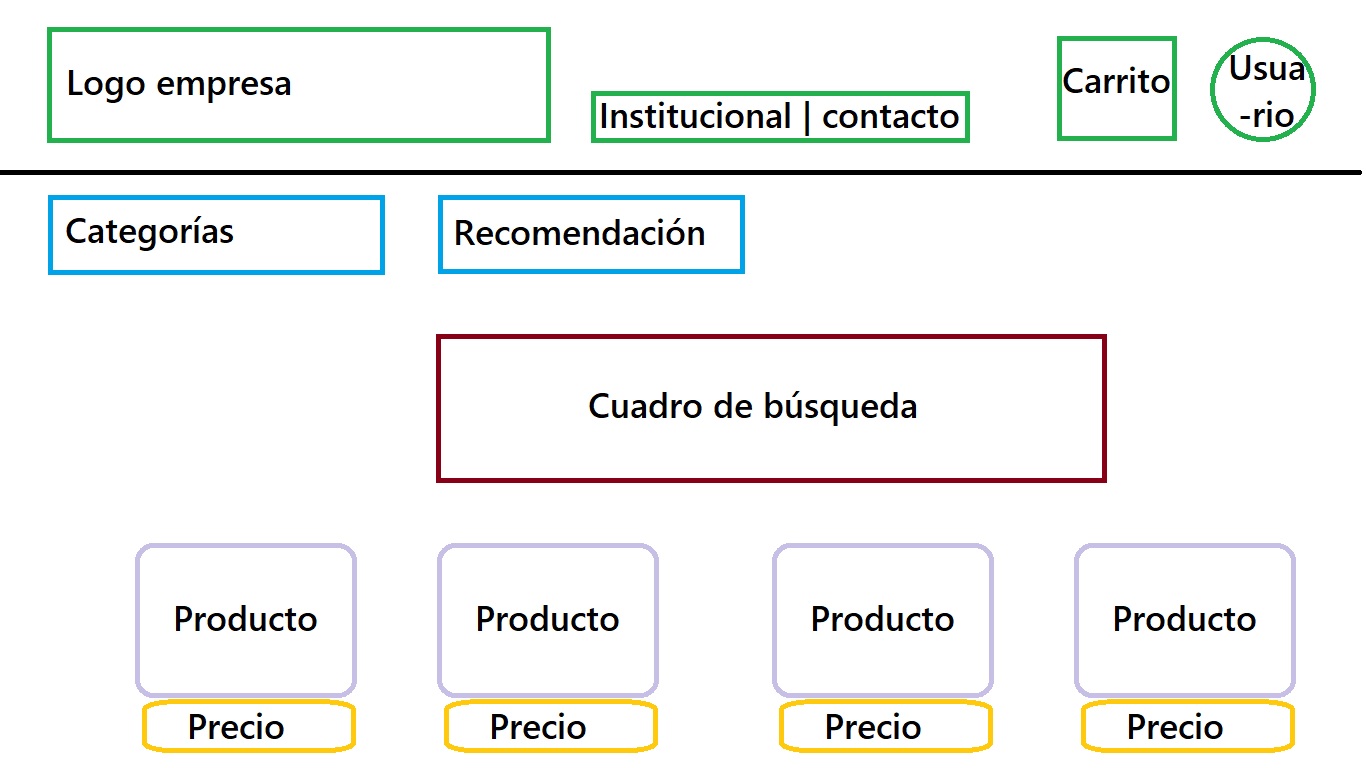 Logo empresa
Institucional | contacto
Carrito
Usua
-rio
Categorías
Recomendación
Cuadro de búsqueda
Producto
Producto
Producto
Producto
Precio
Precio
Precio
Precio